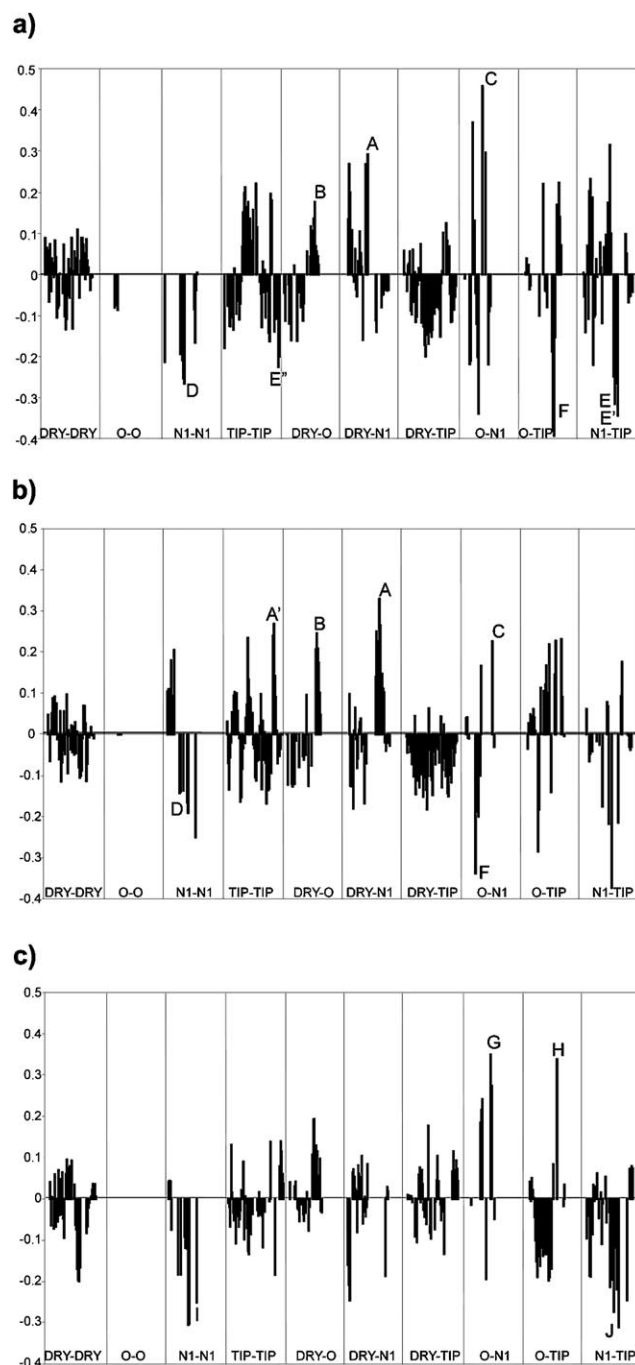 a)
0.5
0.4
0.3
0.2
0.1
0
-0.1
-0.2
-0.3
-0.4
C
A
B
D
E"
E
E'
F
DRY-DRY O-O N1-N1 TIP-TIP DRY-O DRY-N1 DRY-TIP O-N1 O-TIP N1-TIP
b)
0.5
0.4
0.3
0.2
0.1
0
-0.1
-0.2
-0.3
-0.4
A' B A C
D
F
DRY-DRY O-O N1-N1 TIP-TIP DRY-O DRY-N1 DRY-TIP O-N1 O-TIP N1-TIP
c)
0.5
0.4
0.3
0.2
0.1
0
-0.1
-0.2
-0.3
-0.4
G H
I
J
DRY-DRY O-O N1-N1 TIP-TIP DRY-O DRY-N1 DRY-TIP O-N1 O-TIP N1-TIP